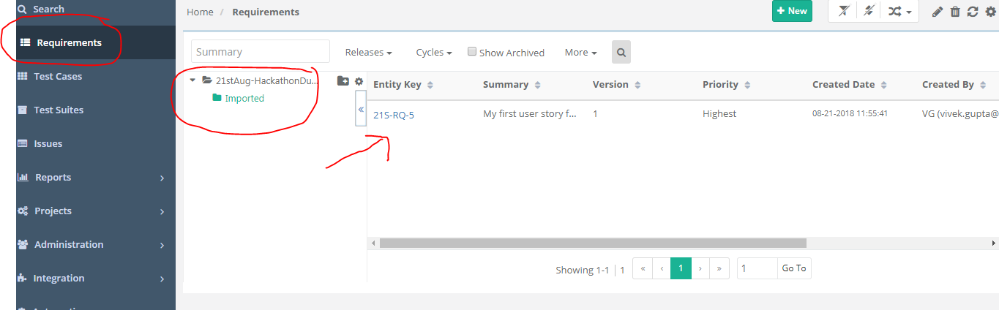 Search
Home / Requirements
+ New
Requirements
Summary
Releases
Cycles
Show Archived
More
Test Cases
21stAug-HackathonDu...
Imported
Entity Key
Summary
Version
Priority
Created Date
Created By
Test Suites
21S-RQ-5
My first user story f...
1
Highest
08-21-2018 11:55:41
VG (vivek.gupta@
Issues
Reports
Projects
Administration
Integration
Showing 1-1 | 1
« ‹ 1 › »
1
Go To